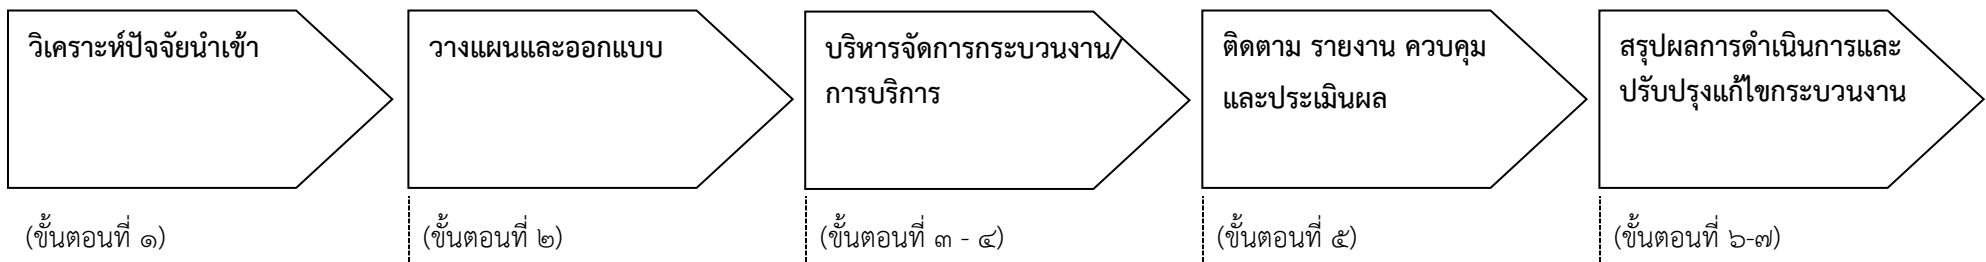 วิเคราะห์ปัจจัยนำเข้า
วางแผนและออกแบบ
บริหารจัดการกระบวนงาน/
การบริการ
ติดตาม รายงาน ควบคุม
และประเมินผล
สรุปผลการดำเนินการและ
ปรับปรุงแก้ไขกระบวนงาน
(ขั้นตอนที่ ๑)
(ขั้นตอนที่ ๒)
(ขั้นตอนที่ ๓ - ๔)
(ขั้นตอนที่ ๕)
(ขั้นตอนที่ ๖-๗)